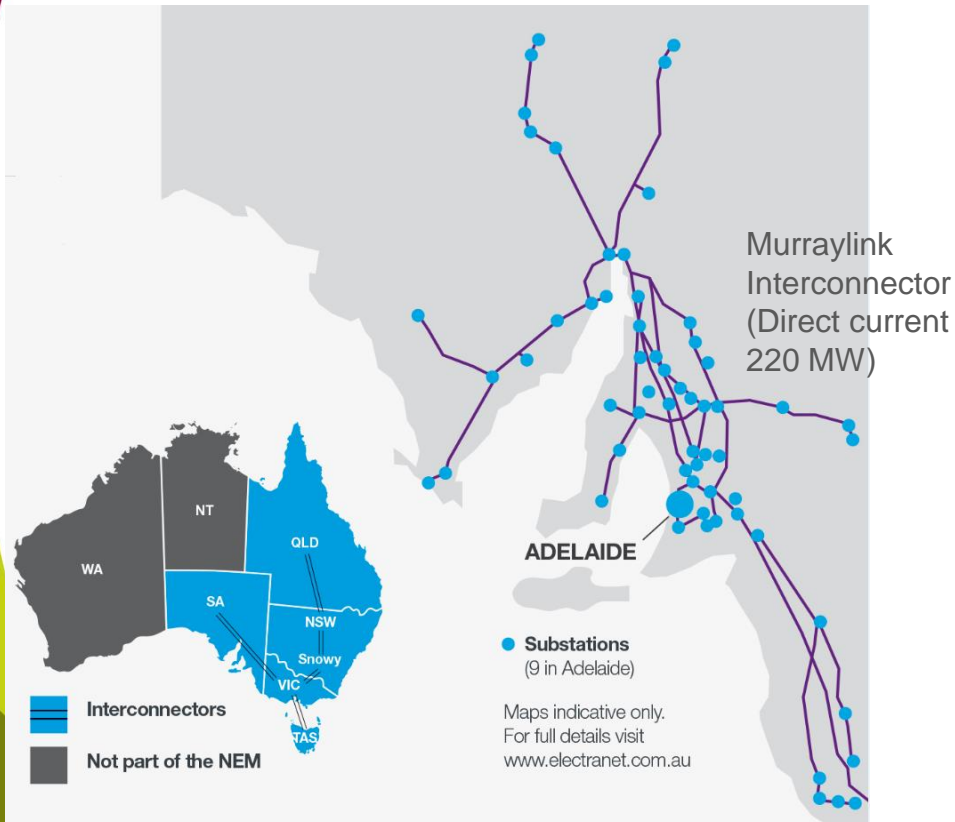 Murraylink
Interconnector
(Direct current
220 MW)
ADELAIDE
Substations
(9 in Adelaide)
Maps indicative only.
For full details visit
www.electranet.com.au
NT
WA
QLD
SA
NSW
Snowy
VIC
TAS
Interconnectors
Not part of the NEM